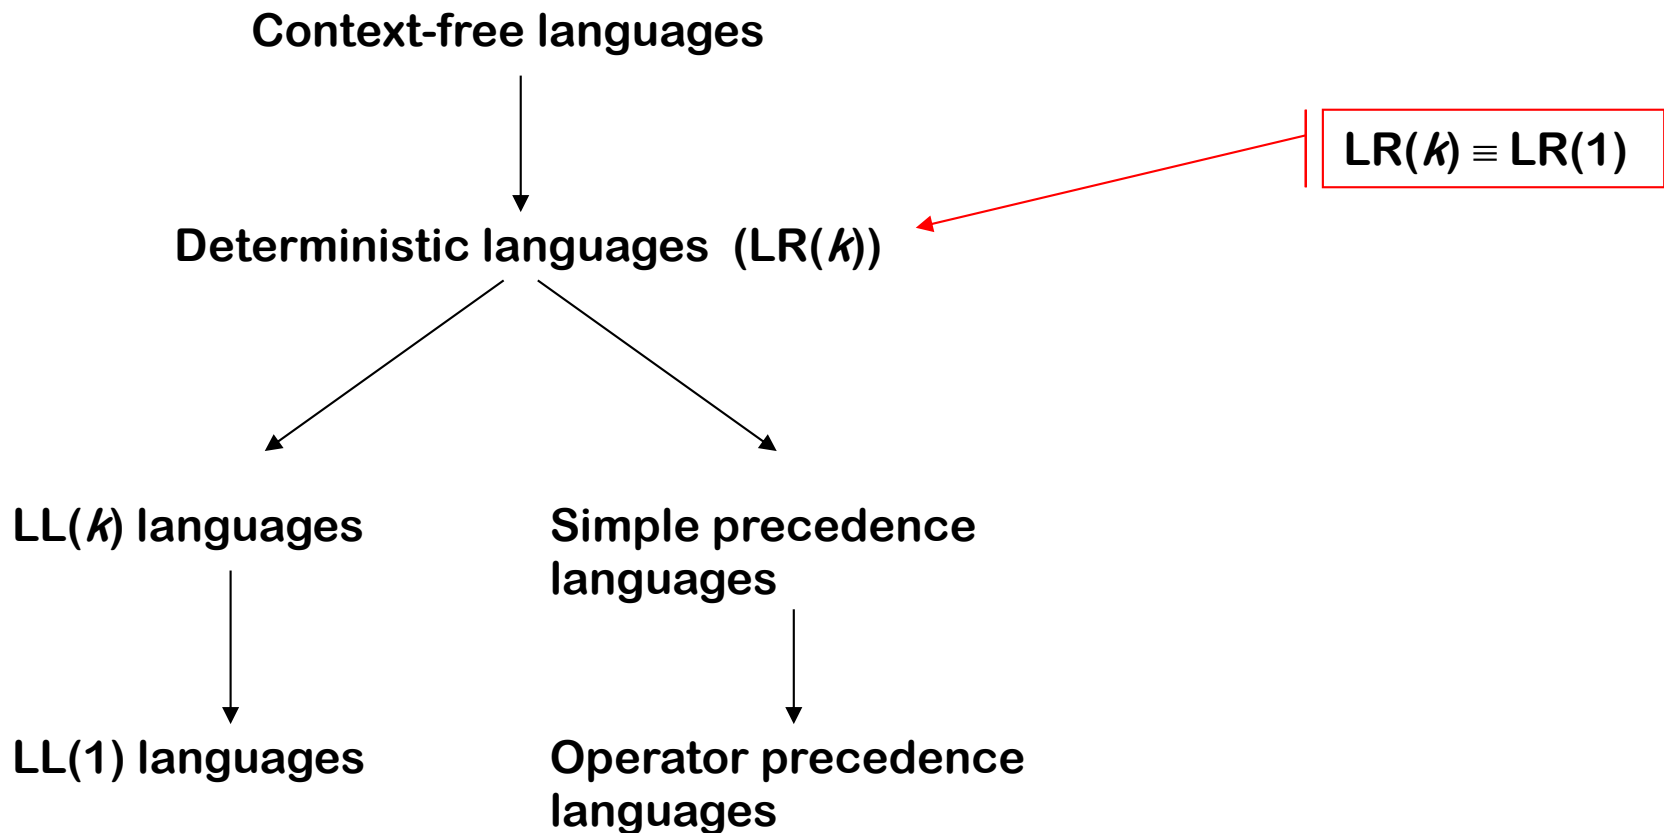 Context-free languages
LR(k) ≡ LR(1)
Deterministic languages (LR(k))
LL(k) languages
Simple precedence
languages
LL(1) languages
Operator precedence
languages